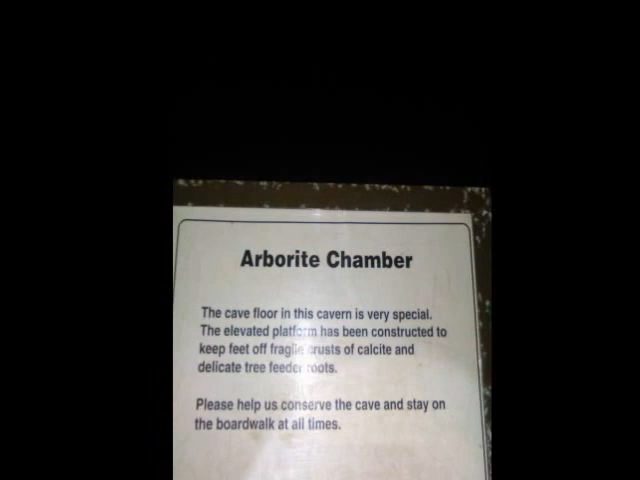 Arborite Chamber
The cave floor in this cavern is very special.
The elevated platform has been constructed to
keep feet off fragile crusts of calcite and
delicate tree feeder roots.
Please help us conserve the cave and stay on
the boardwalk at all times.